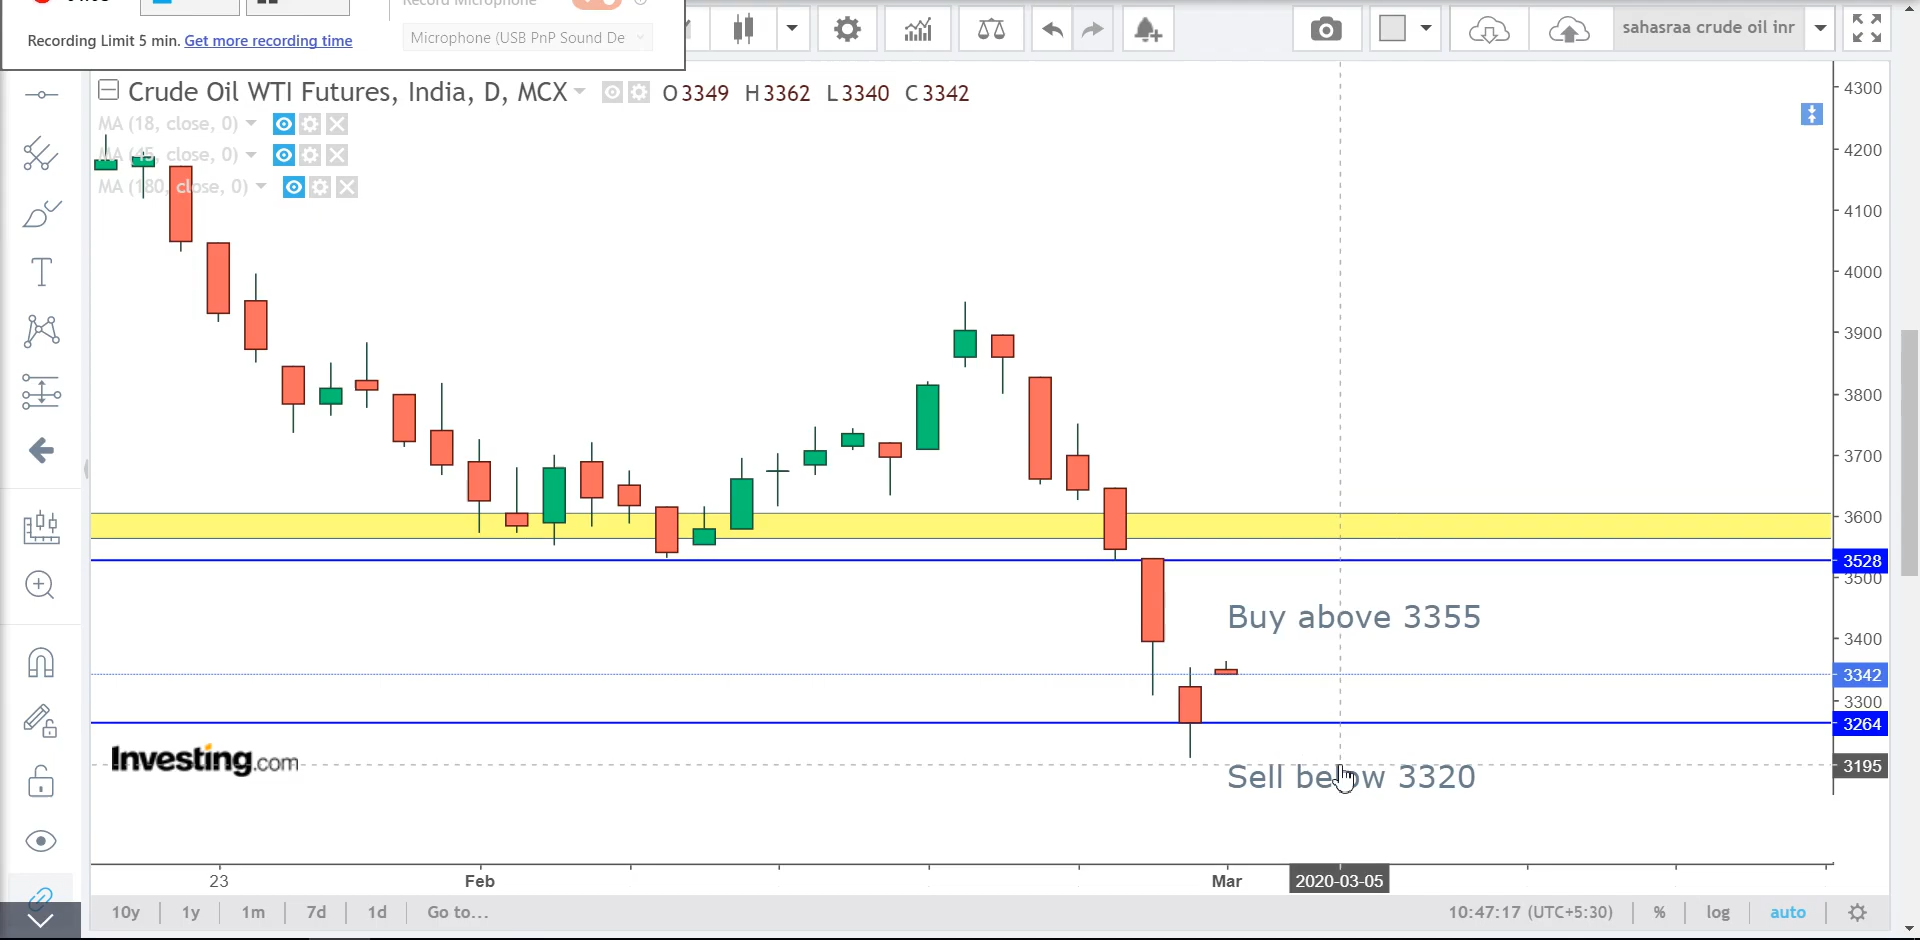 Recording Limit 5 min. Get more recording time
Microphone (USB PnP Sound De
sahasraa crude oil inr
Crude Oil WTI Futures, India, D, MCX O3349 H3362 L3340 C3342
MA (18, close, 0)
MA (45, close, 0)
MA (180, close, 0)
4300
4200
4100
4000
3900
3800
3700
3600
3528
3500
Buy above 3355
3400
3342
3300
3264
Investing.com
3195
Sell below 3320
23 Feb Mar 2020-03-05
10y 1y 1m 7d 1d Go to... 10:47:17 (UTC+5:30) % log auto